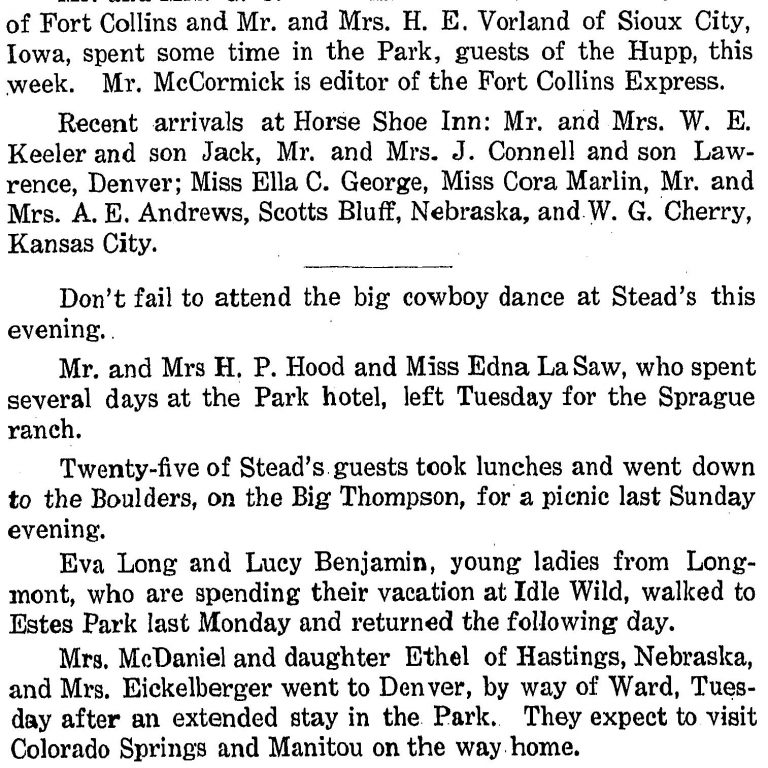 of Fort Collins and Mr. and Mrs. H. E. Vorland of Sioux City,
Iowa, spent some time in the Park, guests of the Hupp, this
week. Mr. McCormick is editor of the Fort Collins Express.
Recent arrivals at Horse Shoe Inn: Mr. and Mrs. W. E.
Keeler and son Jack, Mr. and Mrs. J. Connell and son Law-
rence, Denver; Miss Ella C. George, Miss Cora Marlin, Mr. and
Mrs. A. E. Andrews, Scotts Bluff, Nebraska, and W. G. Cherry,
Kansas City.
Don't fail to attend the big cowboy dance at Stead's this
evening.
Mr. and Mrs H. P. Hood and Miss Edna La Saw, who spent
several days at the Park hotel, left Tuesday for the Sprague
ranch.
Twenty-five of Stead's guests took lunches and went down
to the Boulders, on the Big Thompson, for a picnic last Sunday
evening.
Eva Long and Lucy Benjamin, young ladies from Long-
mont, who are spending their vacation at Idle Wild, walked to
Estes Park last Monday and returned the following day.
Mrs. McDaniel and daughter Ethel of Hastings, Nebraska,
and Mrs. Eickelberger went to Denver, by way of Ward, Tues-
day after an extended stay in the Park. They expect to visit
Colorado Springs and Manitou on the way home.